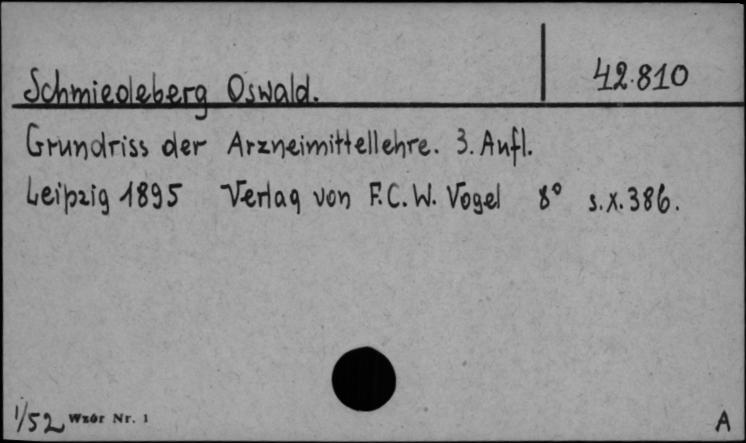 Schmiedeberg Oswald. 42.810
Grundriss der Arzneimittellehre. 3. Aufl.
Leipzig 1895 Verlag von F.C.W. Vogel 8° s.X.386.
1/52 Wzór Nr. 1 A